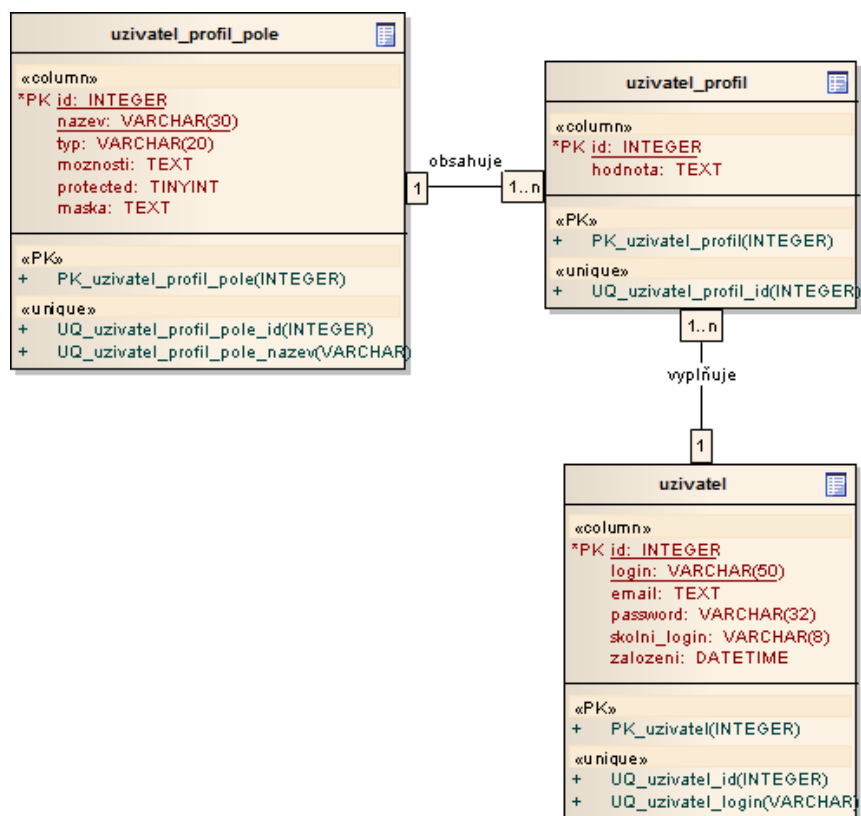 uzivatel_profil_pole
«column»
*PK id: INTEGER
nazev: VARCHAR(30)
typ: VARCHAR(20)
moznosti: TEXT
protected: TINYINT
maska: TEXT
«PK»
+ PK_uzivatel_profil_pole(INTEGER)
«unique»
+ UQ_uzivatel_profil_pole_id(INTEGER)
+ UQ_uzivatel_profil_pole_nazev(VARCHAR)
obsahuje
1
1..n
uzivatel_profil
«column»
*PK id: INTEGER
hodnota: TEXT
«PK»
+ PK_uzivatel_profil(INTEGER)
«unique»
+ UQ_uzivatel_profil_id(INTEGER)
1..n
vyplňuje
1
uzivatel
«column»
*PK id: INTEGER
login: VARCHAR(50)
email: TEXT
password: VARCHAR(32)
skolni_login: VARCHAR(8)
zalozeni: DATETIME
«PK»
+ PK_uzivatel(INTEGER)
«unique»
+ UQ_uzivatel_id(INTEGER)
+ UQ_uzivatel_login(VARCHAR)